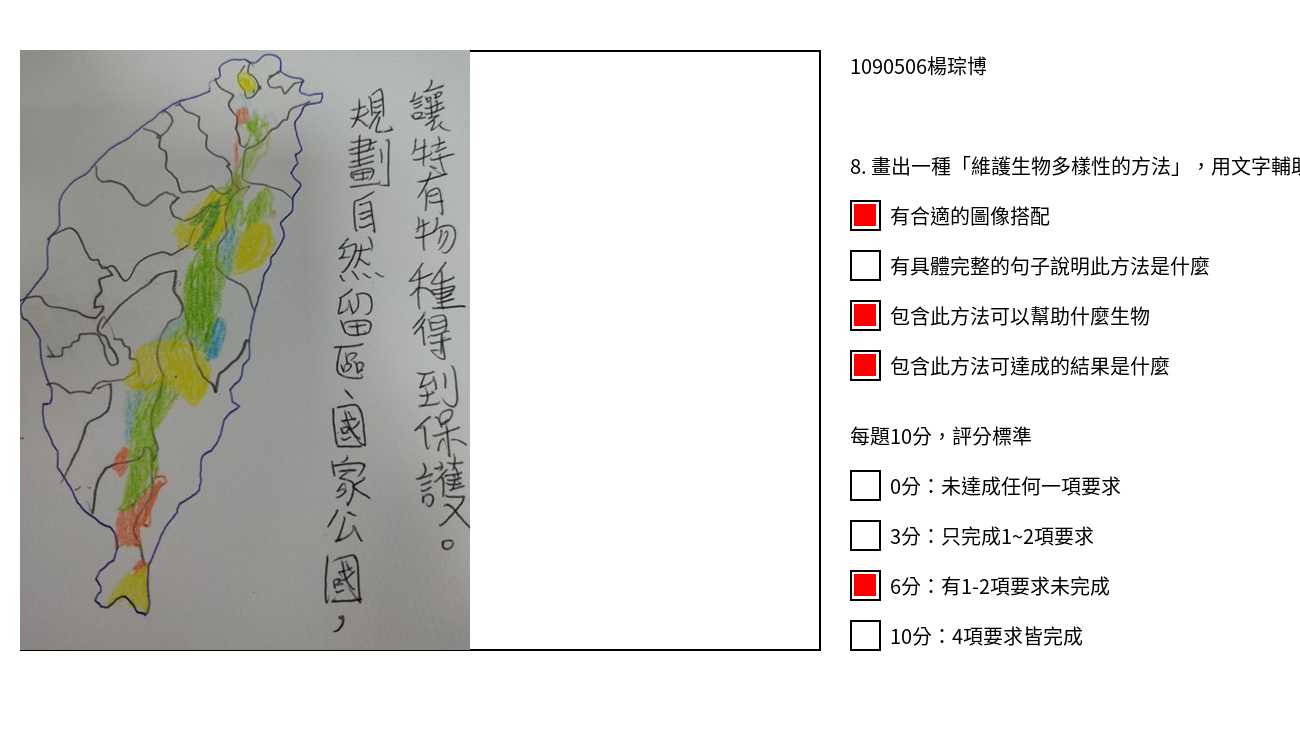 規劃自然留區、國家公國，
讓特有物種得到保護。
1090506楊琮博
8. 畫出一種「維護生物多樣性的方法」，用文字輔
有合適的圖像搭配
有具體完整的句子說明此方法是什麼
包含此方法可以幫助什麼生物
包含此方法可達成的結果是什麼
每題10分，評分標準
0分：未達成任何一項要求
3分：只完成1~2項要求
6分：有1-2項要求未完成
10分：4項要求皆完成